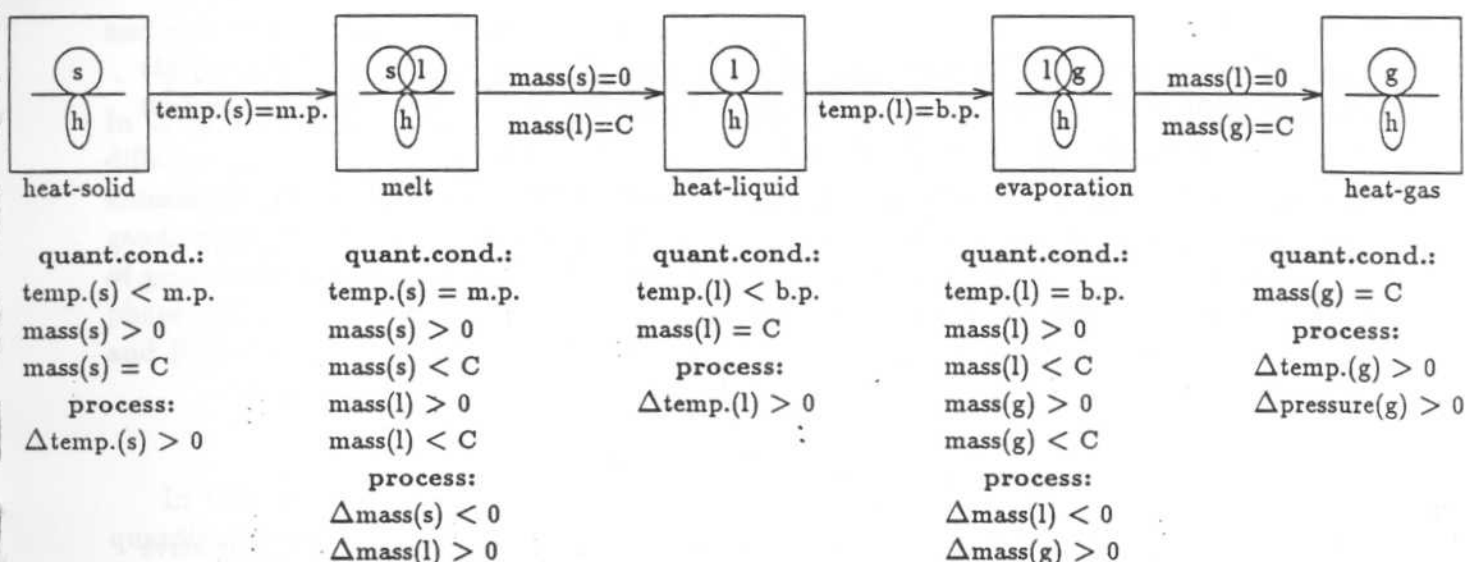 s
h
temp.(s)=m.p.
s l
h
mass(s)=0
mass(l)=C
l
h
temp.(l)=b.p.
l g
h
mass(l)=0
mass(g)=C
g
h
heat-solid
melt
heat-liquid
evaporation
heat-gas
quant.cond.:
temp.(s) < m.p.
mass(s) > 0
mass(s) = C
process:
Δtemp.(s) > 0
quant.cond.:
temp.(s) = m.p.
mass(s) > 0
mass(s) < C
mass(l) > 0
mass(l) < C
process:
Δmass(s) < 0
Δmass(l) > 0
quant.cond.:
temp.(l) < b.p.
mass(l) = C
process:
Δtemp.(l) > 0
quant.cond.:
temp.(l) = b.p.
mass(l) > 0
mass(l) < C
mass(g) > 0
mass(g) < C
process:
Δmass(l) < 0
Δmass(g) > 0
quant.cond.:
mass(g) = C
process:
Δtemp.(g) > 0
Δpressure(g) > 0